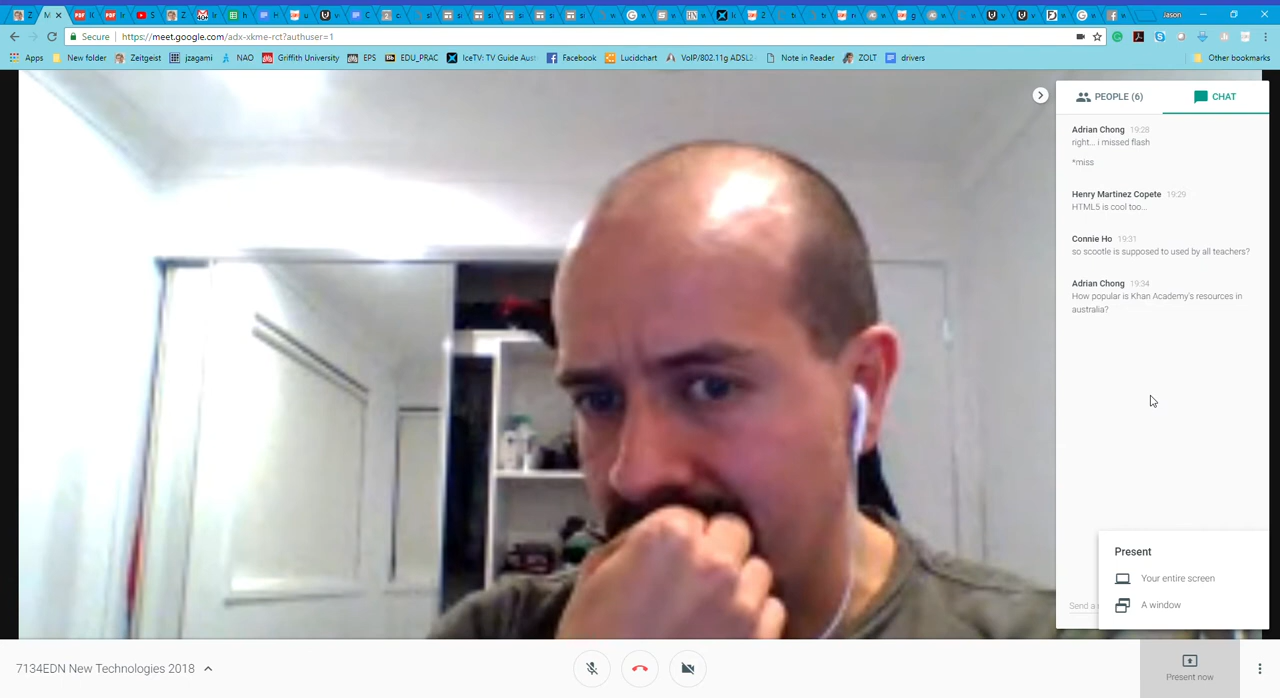 Jason
Secure | https://meet.google.com/adx-xkme-rct?authuser=1
Apps New folder Zeitgeist jzagami NAO Griffith University EPS EDU_PRAC IceTV: TV Guide Aus Facebook Lucidchart VoIP/802.11g ADSL2 Note in Reader ZOLT drivers Other bookmarks
PEOPLE (6) CHAT
Adrian Chong 19:28
right... i missed flash
*miss
Henry Martinez Copete 19:29
HTML5 is cool too...
Connie Ho 19:31
so scootle is supposed to used by all teachers?
Adrian Chong 19:34
How popular is Khan Academy's resources in
australia?
Present
Your entire screen
A window
Send a
7134EDN New Technologies 2018
Present now